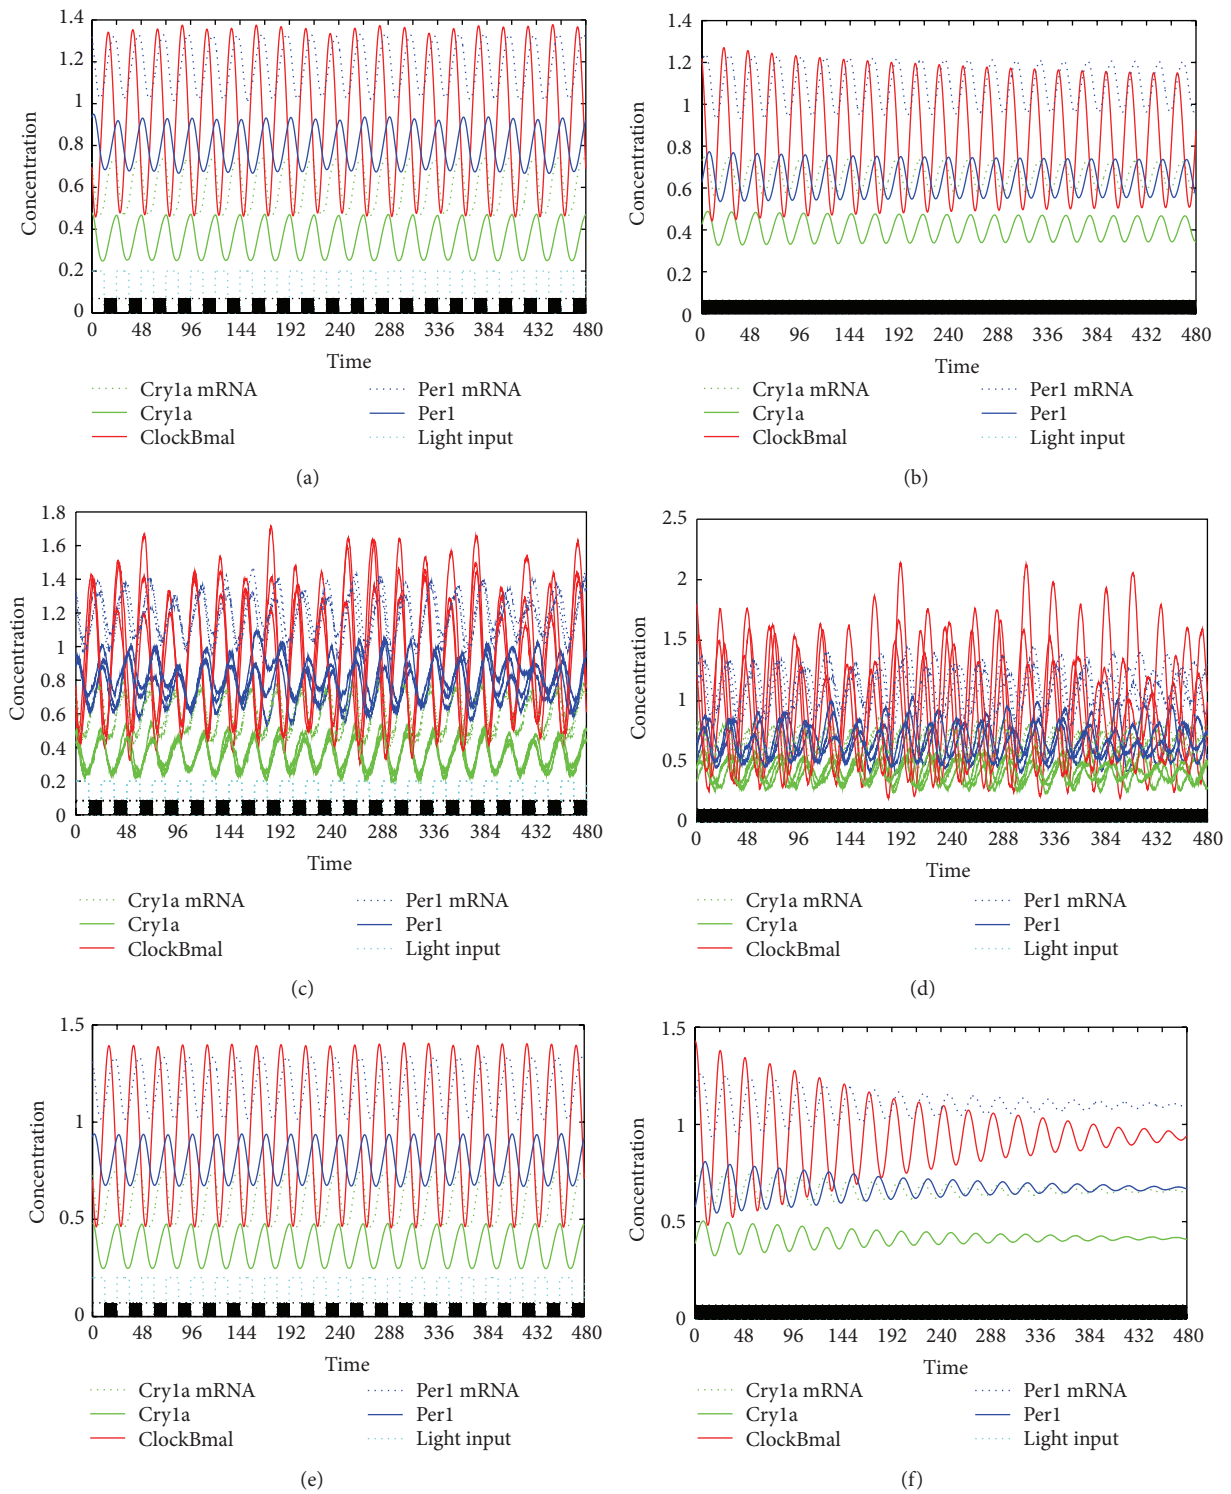 1.4
1.2
1
0.8
0.6
0.4
0.2
0
Concentration
0 48 96 144 192 240 288 336 384 432 480
Time
Cry1a mRNA
Cry1a
ClockBmal
Per1 mRNA
Per1
Light input
(a)
1.4
1.2
1
0.8
0.6
0.4
0.2
0
Concentration
0 48 96 144 192 240 288 336 384 432 480
Time
Cry1a mRNA
Cry1a
ClockBmal
Per1 mRNA
Per1
Light input
(b)
1.8
1.6
1.4
1.2
1
0.8
0.6
0.4
0.2
0
Concentration
0 48 96 144 192 240 288 336 384 432 480
Time
Cry1a mRNA
Cry1a
ClockBmal
Per1 mRNA
Per1
Light input
(c)
2.5
2
1.5
1
0.5
0
Concentration
0 48 96 144 192 240 288 336 384 432 480
Time
Cry1a mRNA
Cry1a
ClockBmal
Per1 mRNA
Per1
Light input
(d)
1.5
1
0.5
0
Concentration
0 48 96 144 192 240 288 336 384 432 480
Time
Cry1a mRNA
Cry1a
ClockBmal
Per1 mRNA
Per1
Light input
(e)
1.5
1
0.5
0
Concentration
0 48 96 144 192 240 288 336 384 432 480
Time
Cry1a mRNA
Cry1a
ClockBmal
Per1 mRNA
Per1
Light input
(f)